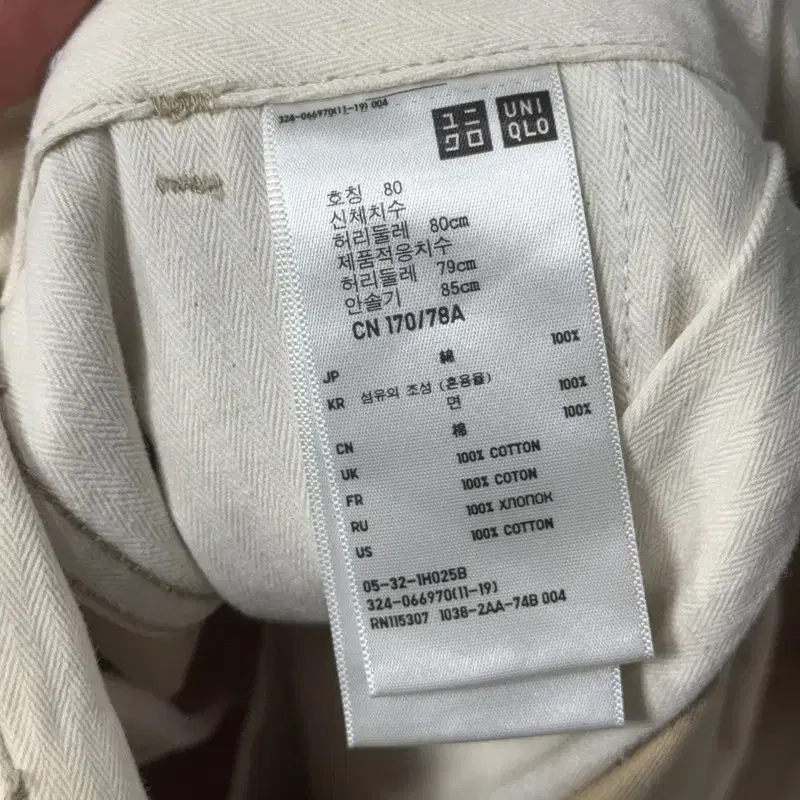 324-066970(11-19) 004
ユニ
クロ
UNI
QLO
호칭 80
신체치수
허리둘레 80cm
제품적응치수
허리둘레 79cm
안솔기 85cm
CN 170/78A
JP 綿 100%
KR 섬유의 조성 (혼용율)
면 100%
CN 棉 100%
UK 100% COTTON
FR 100% COTON
RU 100% ХЛОПОК
US 100% COTTON
05-32-1H025B
324-066970(11-19)
RN115307 1038-2AA-74B 004